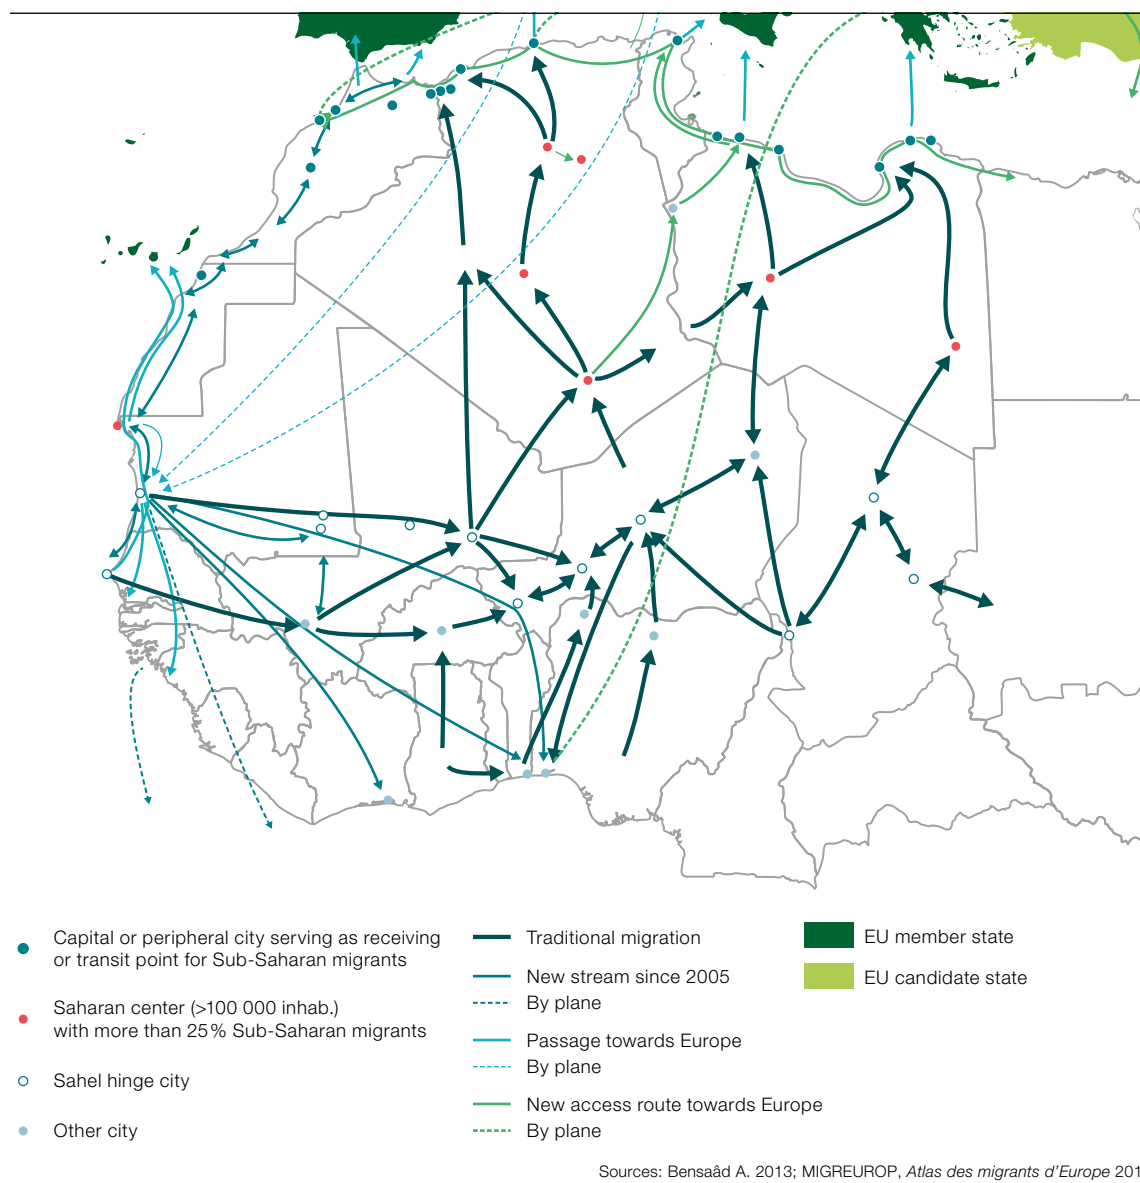 Capital or peripheral city serving as receiving
or transit point for Sub-Saharan migrants
Saharan center (>100 000 inhab.)
with more than 25% Sub-Saharan migrants
Sahel hinge city
Other city
Traditional migration
New stream since 2005
By plane
Passage towards Europe
By plane
New access route towards Europe
By plane
EU member state
EU candidate state
Sources: Bensaâd A. 2013; MIGREUROP, Atlas des migrants d'Europe 201